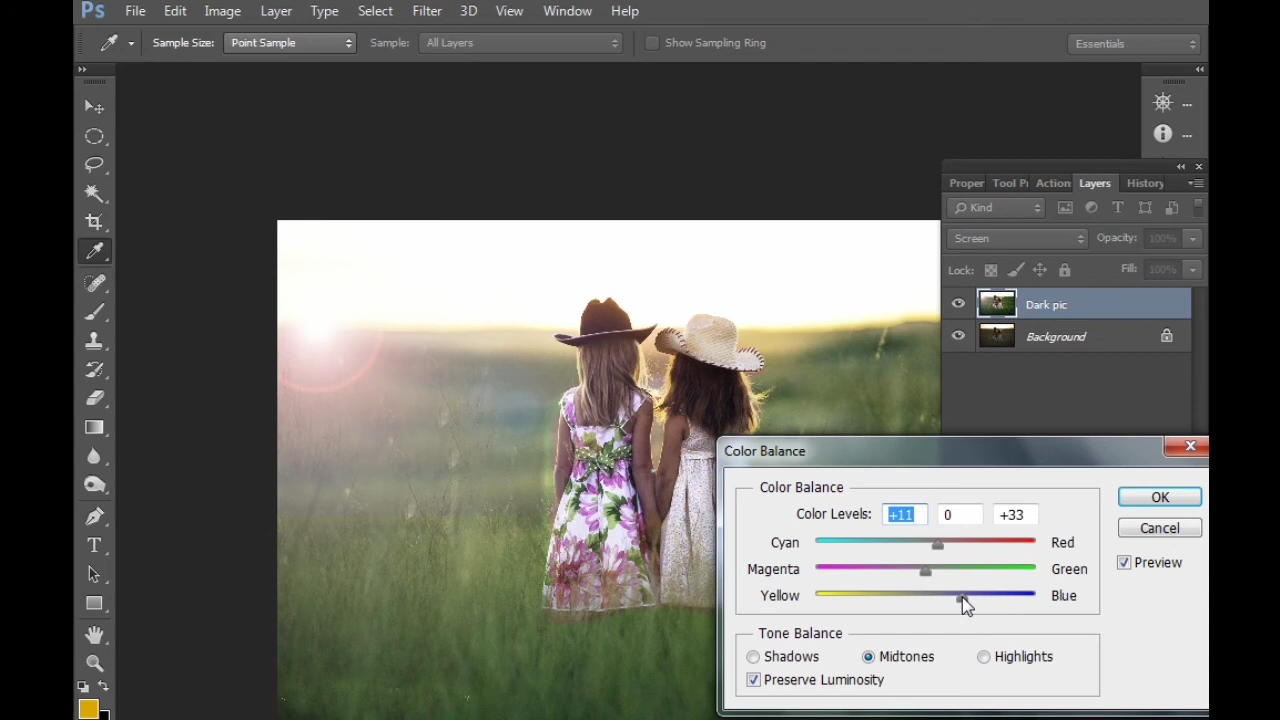 Ps File Edit Image Layer Type Select Filter 3D View Window Help
Sample Size: Point Sample Sample: All Layers Show Sampling Ring Essentials
...
...
Proper Tool Pr Action Layers History
Kind T
Screen Opacity: 100%
Lock: Fill: 100%
Dark pic
Background
Color Balance
Color Balance
Color Levels: +11 0 +33
Cyan Red
Magenta Green
Yellow Blue
Tone Balance
Shadows Midtones Highlights
Preserve Luminosity
OK
Cancel
Preview
T